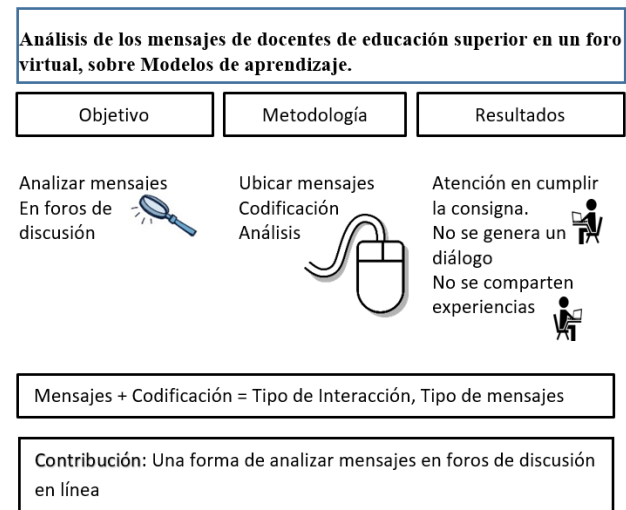 Análisis de los mensajes de docentes de educación superior en un foro
virtual, sobre Modelos de aprendizaje.
Objetivo
Metodología
Resultados
Analizar mensajes
En foros de
discusión
Ubicar mensajes
Codificación
Análisis
Atención en cumplir
la consigna.
No se genera un
diálogo
No se comparten
experiencias
Mensajes + Codificación = Tipo de Interacción, Tipo de mensajes
Contribución: Una forma de analizar mensajes en foros de discusión
en línea